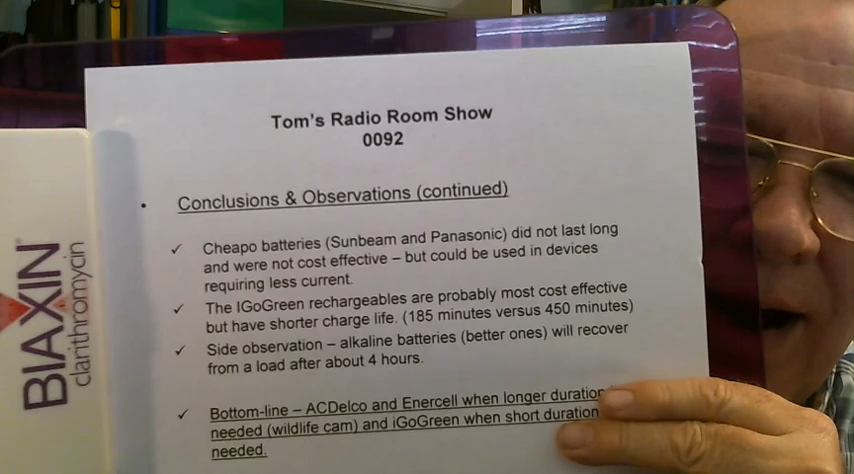 Tom's Radio Room Show
0092
• Conclusions & Observations (continued)
✓ Cheapo batteries (Sunbeam and Panasonic) did not last long
and were not cost effective – but could be used in devices
requiring less current.
✓ The IGoGreen rechargeables are probably most cost effective
but have shorter charge life. (185 minutes versus 450 minutes)
✓ Side observation – alkaline batteries (better ones) will recover
from a load after about 4 hours.
✓ Bottom-line – ACDelco and Enercell when longer duration
needed (wildlife cam) and iGoGreen when short duration
needed.
BIAXIN
clarithromycin